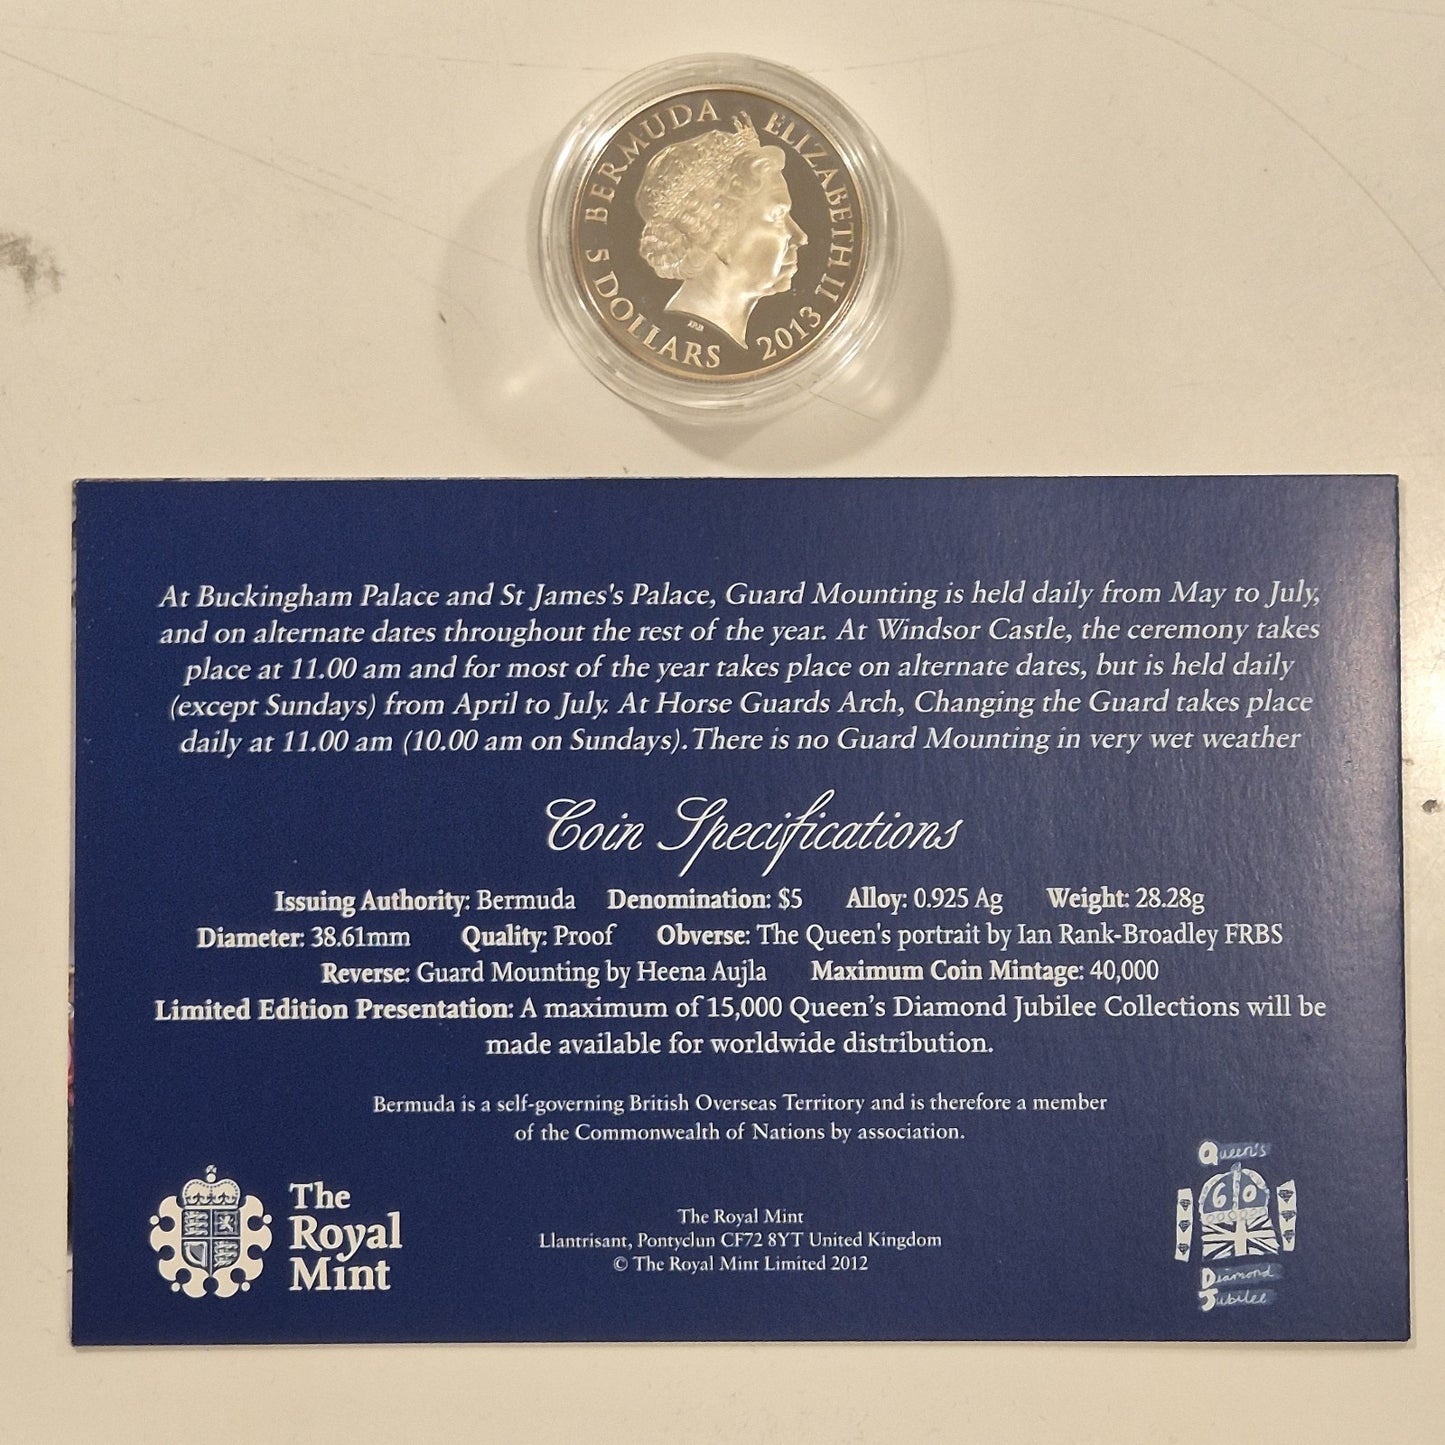 BERMUDA ELIZABETH II
5 DOLLARS 2013
IRB
At Buckingham Palace and St James's Palace, Guard Mounting is held daily from May to July,
and on alternate dates throughout the rest of the year. At Windsor Castle, the ceremony takes
place at 11.00 am and for most of the year takes place on alternate dates, but is held daily
(except Sundays) from April to July. At Horse Guards Arch, Changing the Guard takes place
daily at 11.00 am (10.00 am on Sundays). There is no Guard Mounting in very wet weather
Coin Specifications
Issuing Authority: Bermuda Denomination: $5 Alloy: 0.925 Ag Weight: 28.28g
Diameter: 38.61mm Quality: Proof Obverse: The Queen's portrait by Ian Rank-Broadley FRBS
Reverse: Guard Mounting by Heena Aujla Maximum Coin Mintage: 40,000
Limited Edition Presentation: A maximum of 15,000 Queen's Diamond Jubilee Collections will be
made available for worldwide distribution.
Bermuda is a self-governing British Overseas Territory and is therefore a member
of the Commonwealth of Nations by association.
The
Royal
Mint
The Royal Mint
Llantrisant, Pontyclun CF72 8YT United Kingdom
© The Royal Mint Limited 2012
Queen's
60
Diamond
Jubilee